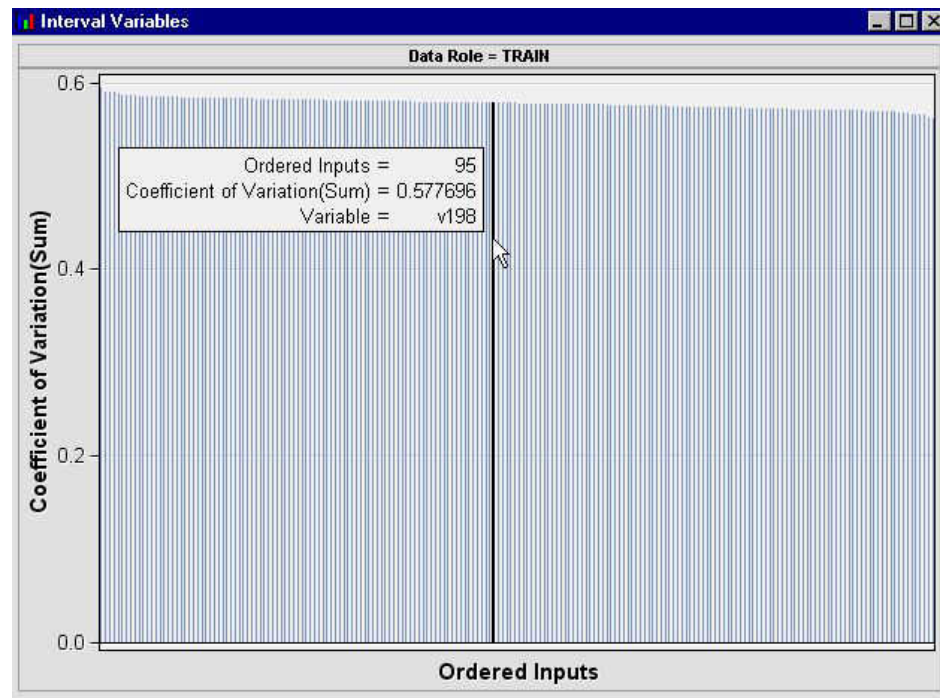 Interval Variables
Data Role = TRAIN
0.6
Ordered Inputs = 95
Coefficient of Variation(Sum) = 0.577696
Variable = v198
0.4
0.2
0.0
Coefficient of Variation(Sum)
Ordered Inputs